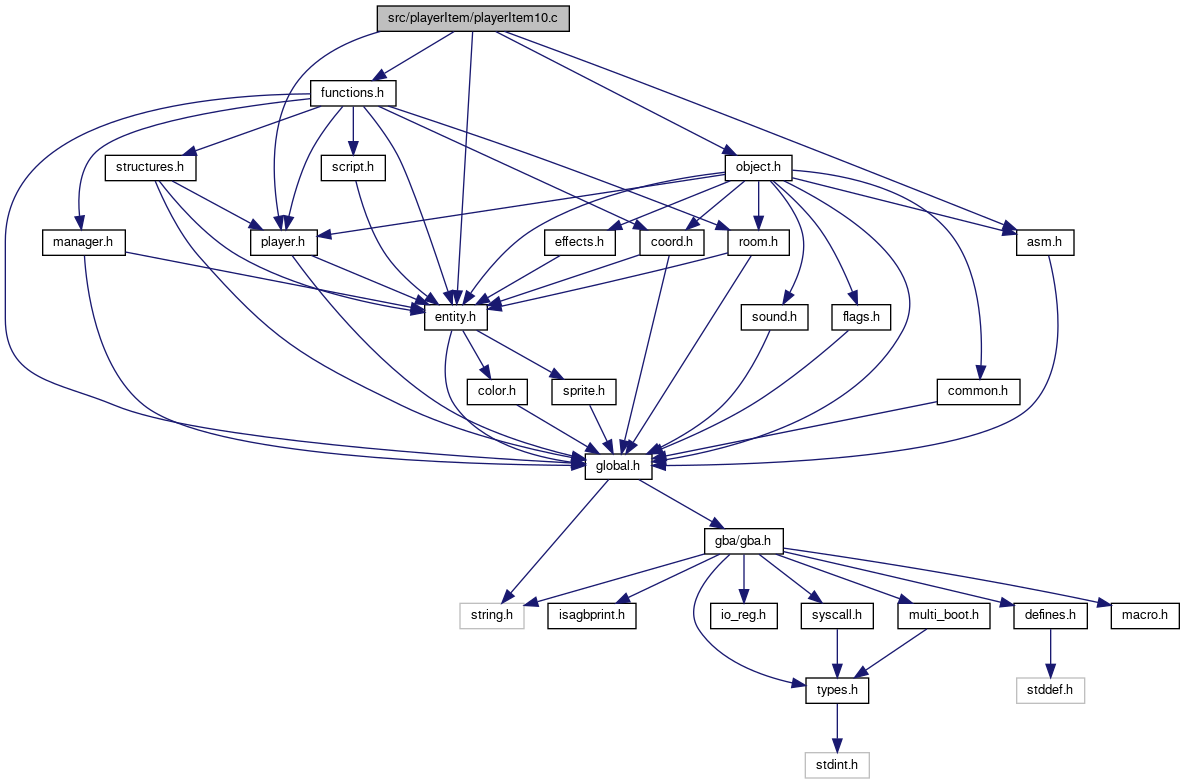 src/playerItem/playerItem10.c
functions.h
structures.h
script.h
object.h
manager.h
player.h
effects.h
coord.h
room.h
asm.h
entity.h
sound.h
flags.h
color.h
sprite.h
common.h
global.h
gba/gba.h
string.h
isagbprint.h
io_reg.h
syscall.h
multi_boot.h
defines.h
macro.h
types.h
stddef.h
stdint.h